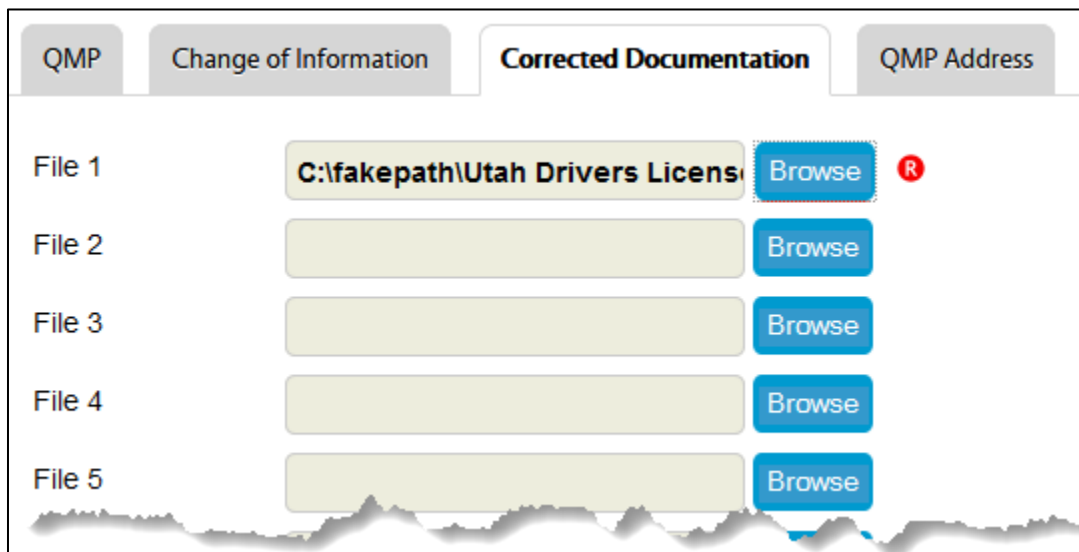 QMP Change of Information Corrected Documentation QMP Address
File 1 C:\fakepath\Utah Drivers License Browse R
File 2 Browse
File 3 Browse
File 4 Browse
File 5 Browse